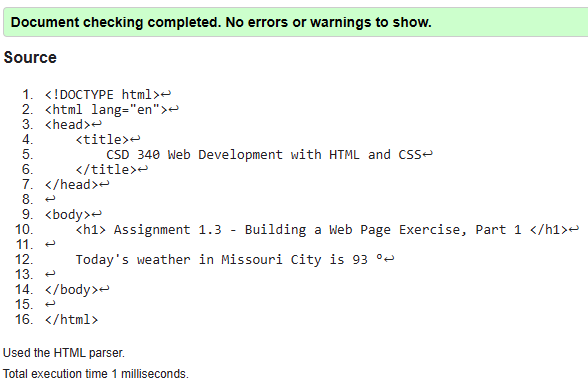 Document checking completed. No errors or warnings to show.
Source
1. <!DOCTYPE html>↩
2. <html lang="en">↩
3. <head>↩
4.     <title>↩
5.         CSD 340 Web Development with HTML and CSS↩
6.     </title>↩
7. </head>↩
8. ↩
9. <body>↩
10.     <h1> Assignment 1.3 - Building a Web Page Exercise, Part 1 </h1>↩
11. ↩
12.     Today's weather in Missouri City is 93 °↩
13. ↩
14. </body>↩
15. ↩
16. </html>
Used the HTML parser.
Total execution time 1 milliseconds.